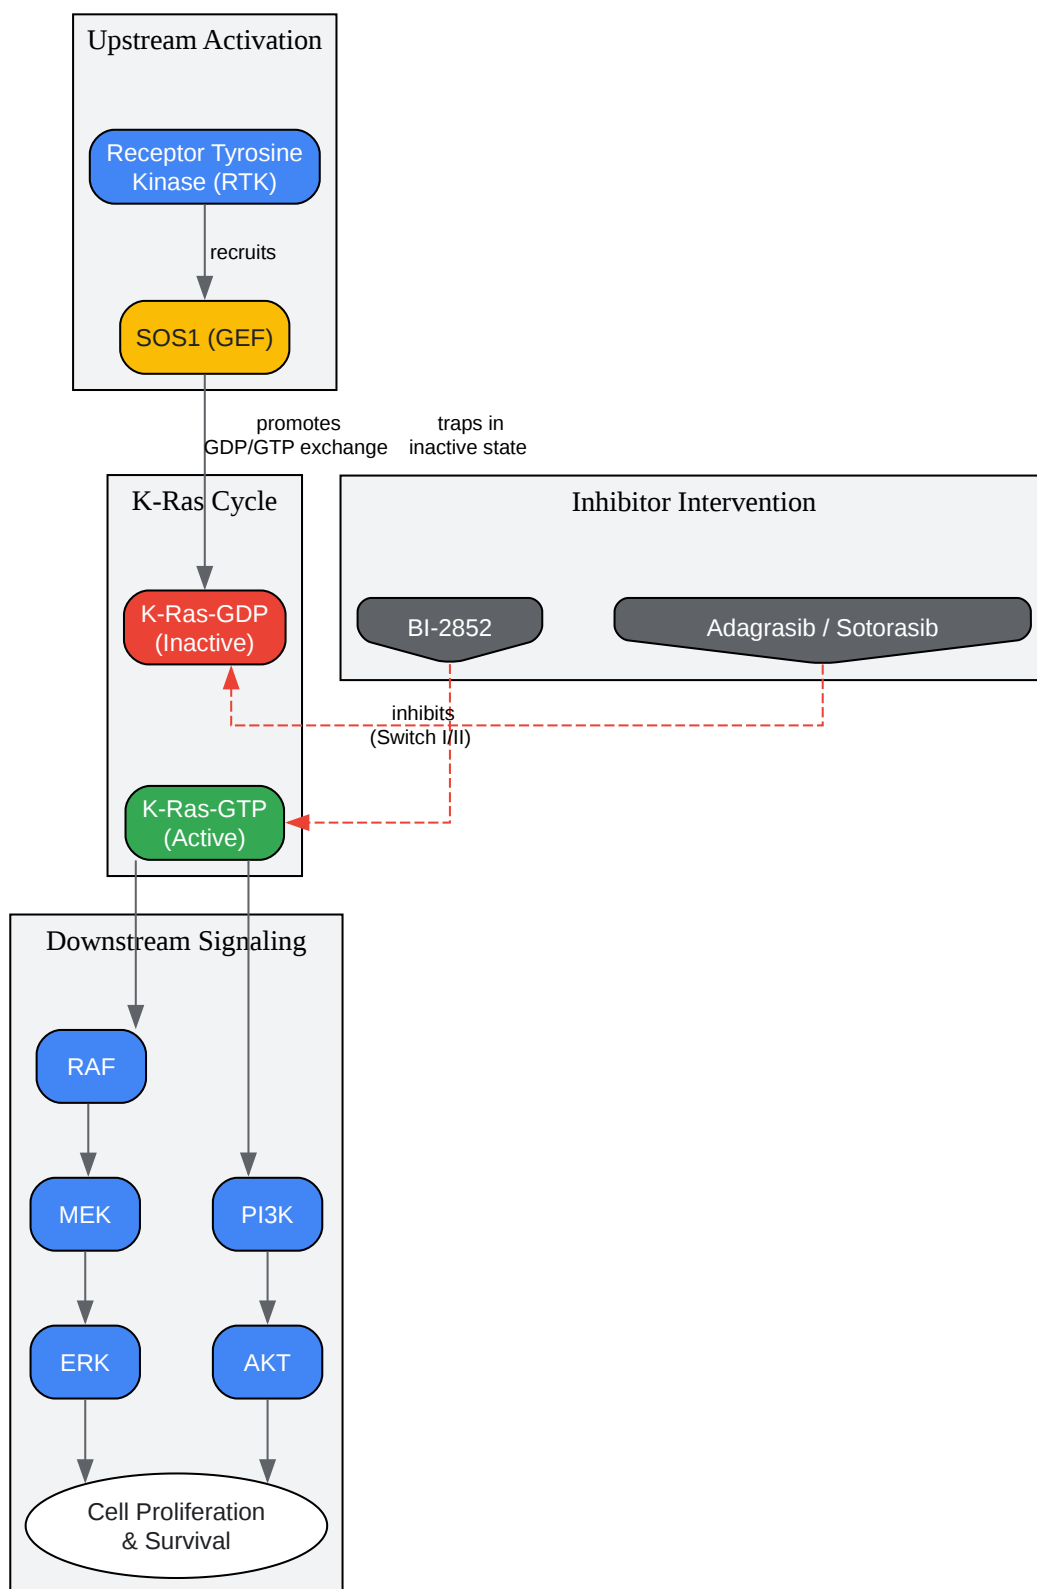 Upstream Activation
Receptor Tyrosine
Kinase (RTK)
recruits
SOS1 (GEF)
promotes
GDP/GTP exchange
traps in
inactive state
K-Ras Cycle
Inhibitor Intervention
K-Ras-GDP
(Inactive)
BI-2852
Adagrasib / Sotorasib
inhibits
(Switch I/II)
K-Ras-GTP
(Active)
Downstream Signaling
RAF
MEK
PI3K
ERK
AKT
Cell Proliferation
& Survival